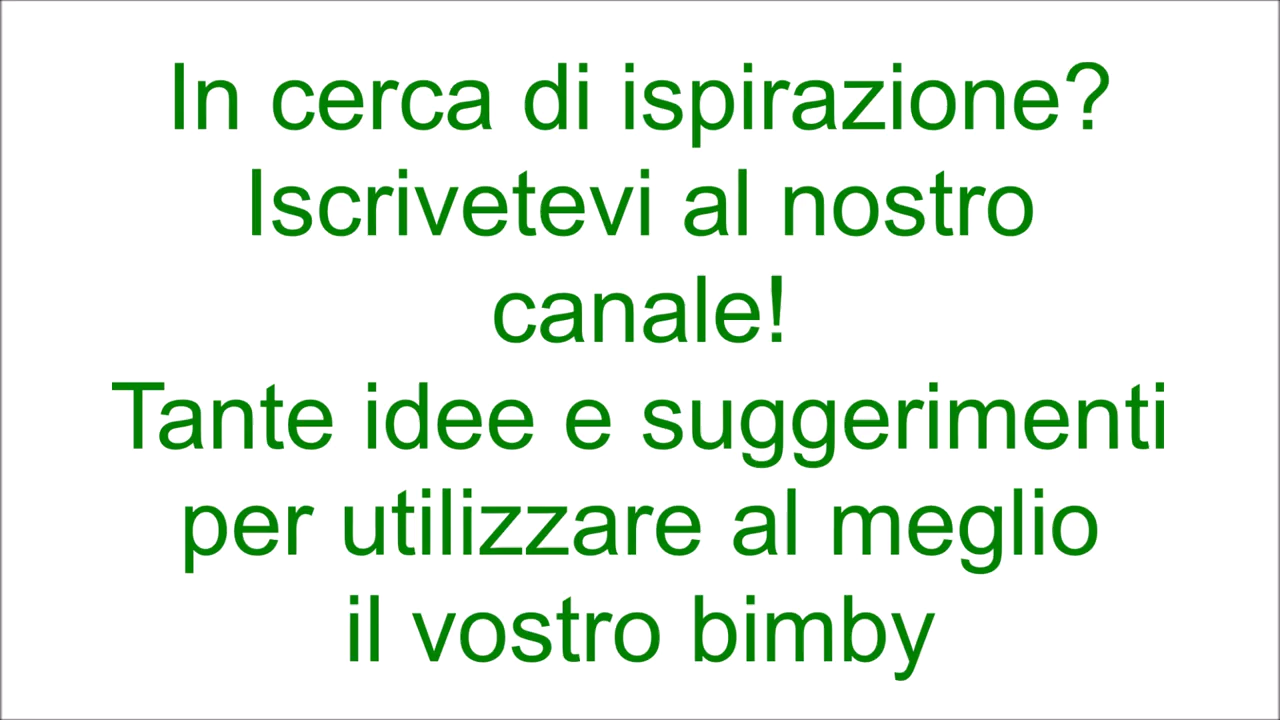 In cerca di ispirazione?
Iscrivetevi al nostro
canale!
Tante idee e suggerimenti
per utilizzare al meglio
il vostro bimby